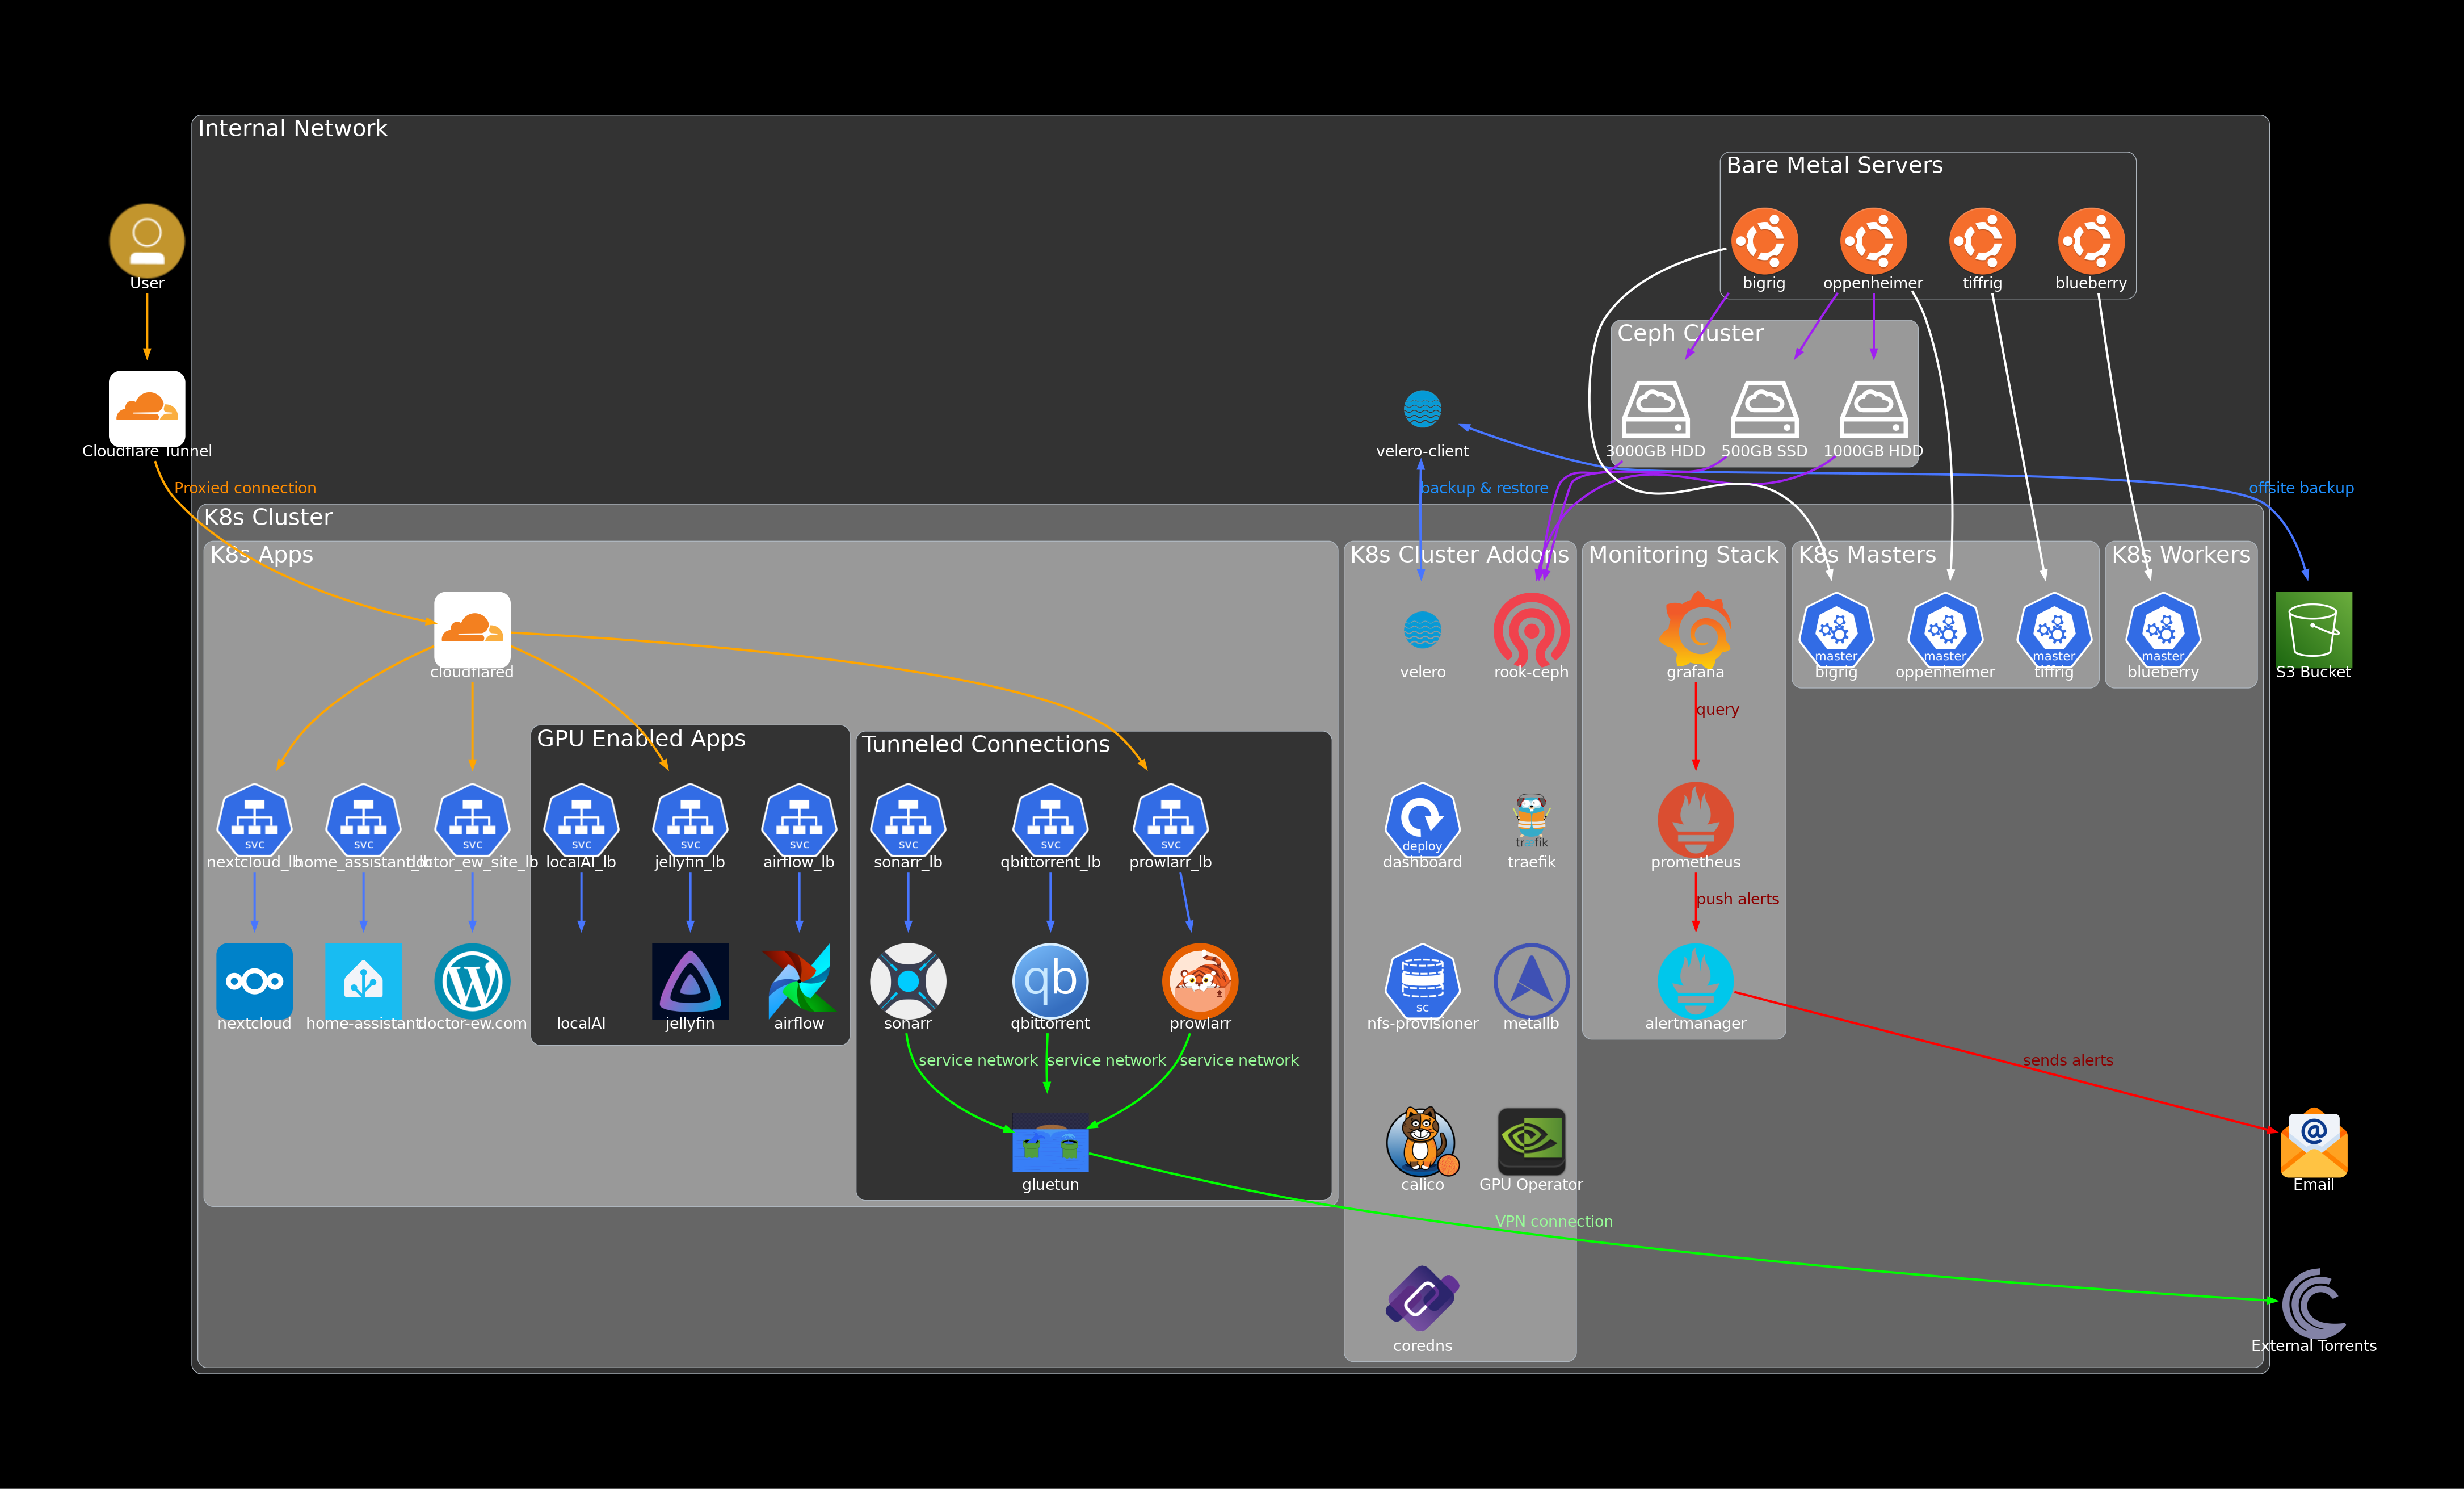 Internal Network
Bare Metal Servers
User
bigrig
oppenheimer
tiffrig
blueberry
Ceph Cluster
Cloudflare Tunnel
velero-client
3000GB HDD
500GB SSD
1000GB HDD
Proxied connection
backup & restore
offsite backup
K8s Cluster
K8s Apps
K8s Cluster Addons
Monitoring Stack
K8s Masters
K8s Workers
cloudflared
velero
rook-ceph
grafana
master
bigrig
master
oppenheimer
master
tiffrig
master
blueberry
S3 Bucket
query
GPU Enabled Apps
Tunneled Connections
svc
nextcloud_lb
svc
home_assistant_lb
svc
doctor_ew_site_lb
svc
localAI_lb
svc
jellyfin_lb
svc
airflow_lb
svc
sonarr_lb
svc
qbittorrent_lb
svc
prowlarr_lb
deploy
dashboard
træfik
traefik
prometheus
push alerts
nextcloud
home-assistant
doctor-ew.com
localAI
jellyfin
airflow
sonarr
qb
qbittorrent
prowlarr
sc
nfs-provisioner
metallb
alertmanager
service network
service network
service network
sends alerts
gluetun
calico
GPU Operator
@
Email
VPN connection
coredns
External Torrents